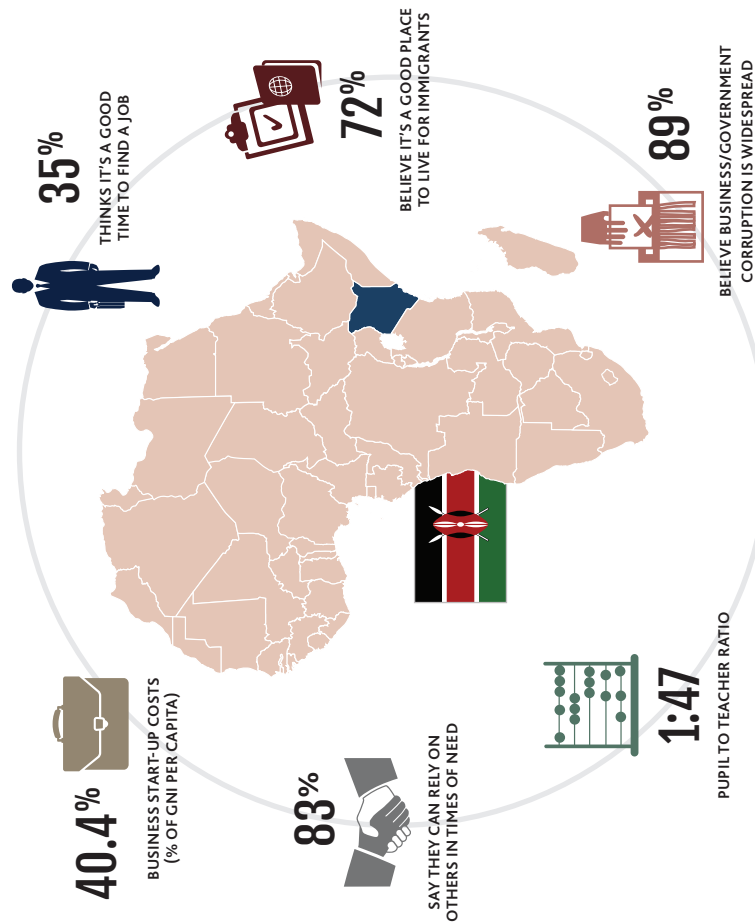 40.4%
BUSINESS START-UP COSTS
(% OF GNI PER CAPITA)
35%
THINKS IT'S A GOOD
TIME TO FIND A JOB
83%
SAY THEY CAN RELY ON
OTHERS IN TIMES OF NEED
72%
BELIEVE IT'S A GOOD PLACE
TO LIVE FOR IMMIGRANTS
1:47
PUPIL TO TEACHER RATIO
89%
BELIEVE BUSINESS/GOVERNMENT
CORRUPTION IS WIDESPREAD